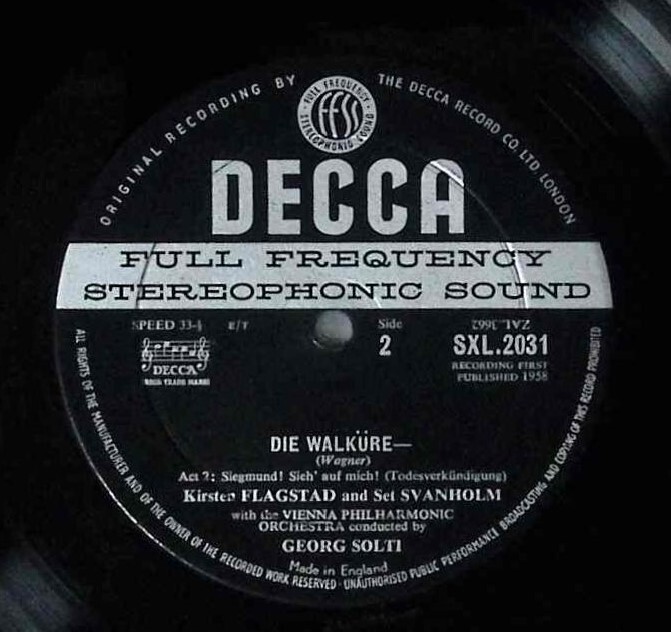 ORIGINAL RECORDING BY THE DECCA RECORD CO. LTD. LONDON
FULL FREQUENCY · STEREOPHONIC SOUND ·
FFSS
DECCA
FULL FREQUENCY
STEREOPHONIC SOUND
SPEED 33⅓ E/T
DECCA
REGD TRADE MARK
Side
2
ZAL 3662
SXL.2031
RECORDING FIRST
PUBLISHED 1958
DIE WALKÜRE—
(Wagner)
Act 2: Siegmund! Sieh' auf mich! (Todesverkündigung)
Kirsten FLAGSTAD and Set SVANHOLM
with the VIENNA PHILHARMONIC
ORCHESTRA conducted by
GEORG SOLTI
Made in England
ALL RIGHTS OF THE MANUFACTURER AND OF THE OWNER OF THE RECORDED WORK RESERVED · UNAUTHORISED PUBLIC PERFORMANCE BROADCASTING AND COPYING OF THIS RECORD PROHIBITED